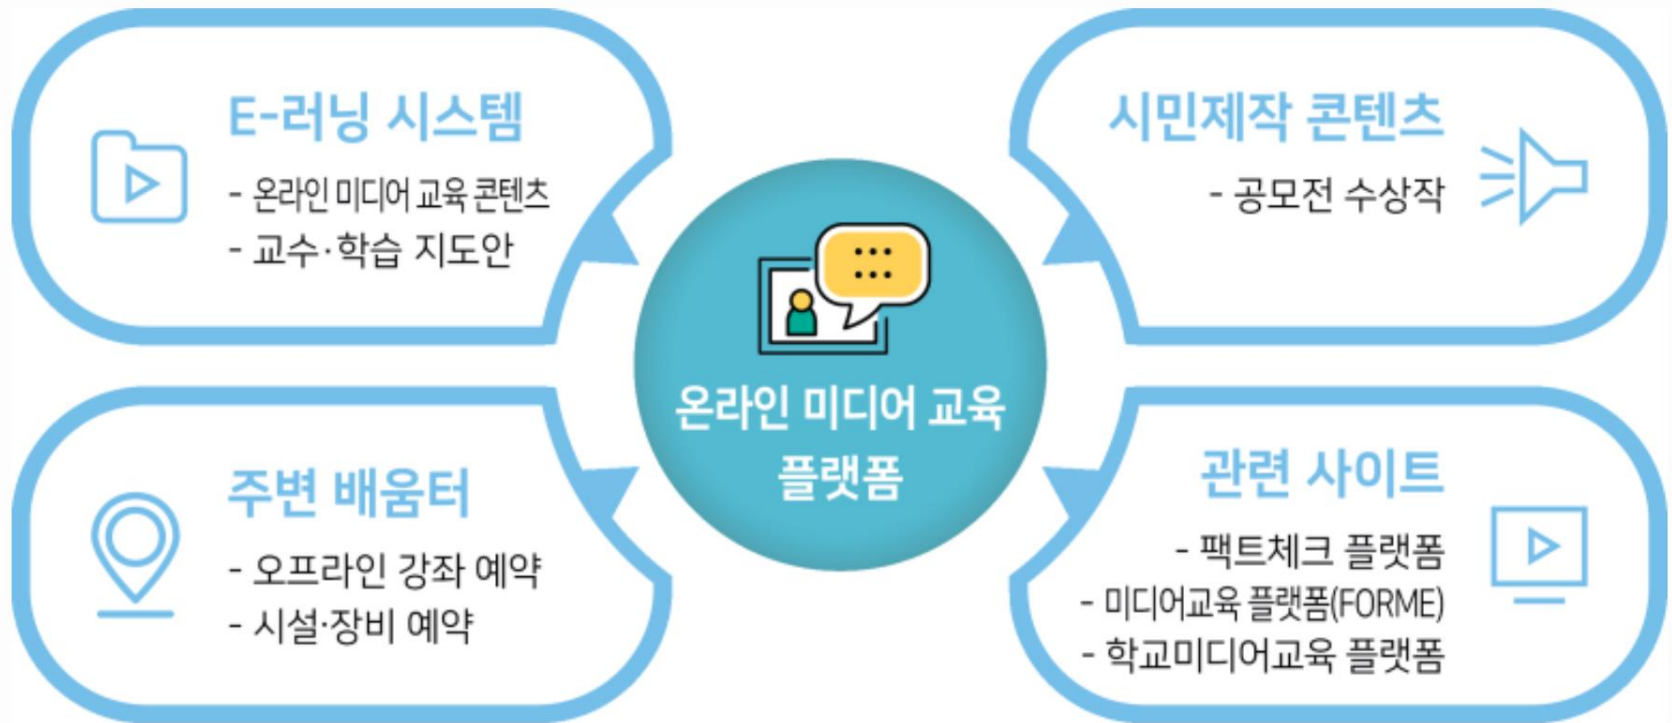 E-러닝 시스템
- 온라인 미디어 교육 콘텐츠
- 교수·학습 지도안
시민제작 콘텐츠
- 공모전 수상작
온라인 미디어 교육
플랫폼
주변 배움터
- 오프라인 강좌 예약
- 시설·장비 예약
관련 사이트
- 팩트체크 플랫폼
- 미디어교육 플랫폼(FORME)
- 학교미디어교육 플랫폼